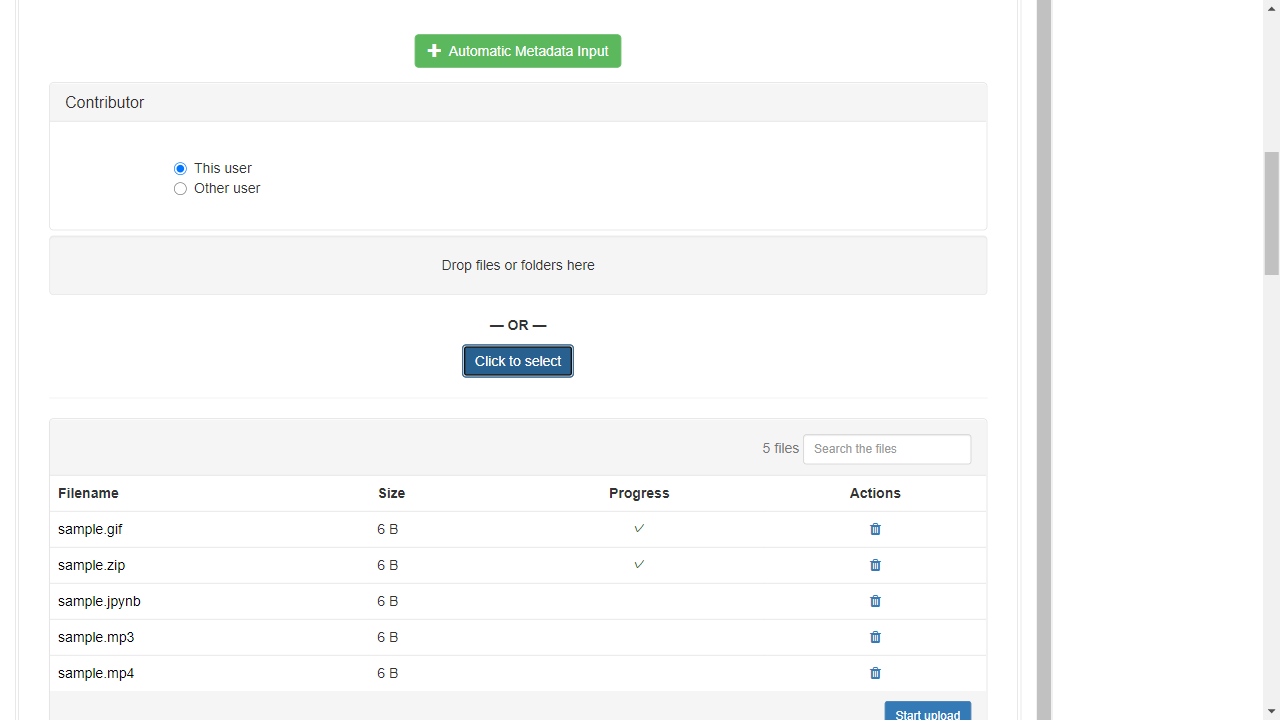 Automatic Metadata Input
Contributor
This user
Other user
Drop files or folders here
— OR —
Click to select
5 files Search the files
Filename Size Progress Actions
sample.gif 6 B ✓
sample.zip 6 B ✓
sample.jpynb 6 B
sample.mp3 6 B
sample.mp4 6 B
Start upload